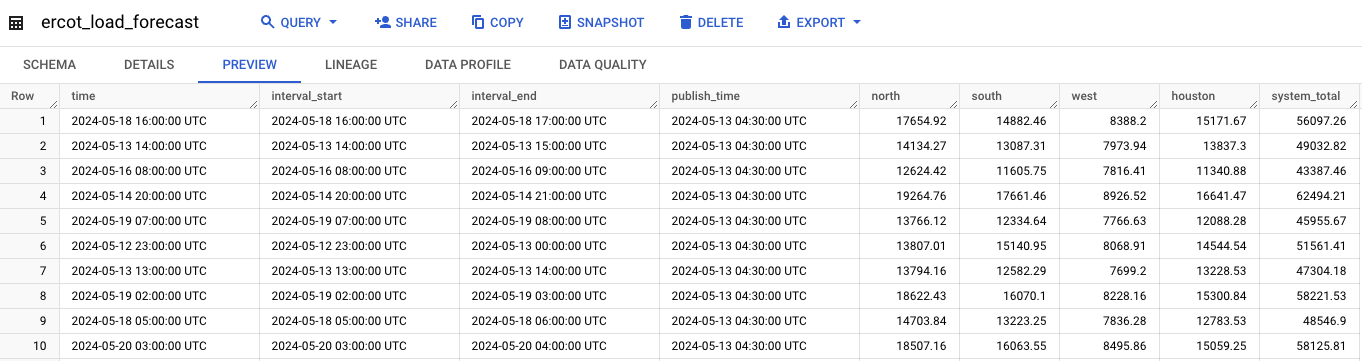 ercot_load_forecast QUERY SHARE COPY SNAPSHOT DELETE EXPORT
SCHEMA DETAILS PREVIEW LINEAGE DATA PROFILE DATA QUALITY
Row time interval_start interval_end publish_time north south west houston system_total
1 2024-05-18 16:00:00 UTC 2024-05-18 16:00:00 UTC 2024-05-18 17:00:00 UTC 2024-05-13 04:30:00 UTC 17654.92 14882.46 8388.2 15171.67 56097.26
2 2024-05-13 14:00:00 UTC 2024-05-13 14:00:00 UTC 2024-05-13 15:00:00 UTC 2024-05-13 04:30:00 UTC 14134.27 13087.31 7973.94 13837.3 49032.82
3 2024-05-16 08:00:00 UTC 2024-05-16 08:00:00 UTC 2024-05-16 09:00:00 UTC 2024-05-13 04:30:00 UTC 12624.42 11605.75 7816.41 11340.88 43387.46
4 2024-05-14 20:00:00 UTC 2024-05-14 20:00:00 UTC 2024-05-14 21:00:00 UTC 2024-05-13 04:30:00 UTC 19264.76 17661.46 8926.52 16641.47 62494.21
5 2024-05-19 07:00:00 UTC 2024-05-19 07:00:00 UTC 2024-05-19 08:00:00 UTC 2024-05-13 04:30:00 UTC 13766.12 12334.64 7766.63 12088.28 45955.67
6 2024-05-12 23:00:00 UTC 2024-05-12 23:00:00 UTC 2024-05-13 00:00:00 UTC 2024-05-13 04:30:00 UTC 13807.01 15140.95 8068.91 14544.54 51561.41
7 2024-05-13 13:00:00 UTC 2024-05-13 13:00:00 UTC 2024-05-13 14:00:00 UTC 2024-05-13 04:30:00 UTC 13794.16 12582.29 7699.2 13228.53 47304.18
8 2024-05-19 02:00:00 UTC 2024-05-19 02:00:00 UTC 2024-05-19 03:00:00 UTC 2024-05-13 04:30:00 UTC 18622.43 16070.1 8228.16 15300.84 58221.53
9 2024-05-18 05:00:00 UTC 2024-05-18 05:00:00 UTC 2024-05-18 06:00:00 UTC 2024-05-13 04:30:00 UTC 14703.84 13223.25 7836.28 12783.53 48546.9
10 2024-05-20 03:00:00 UTC 2024-05-20 03:00:00 UTC 2024-05-20 04:00:00 UTC 2024-05-13 04:30:00 UTC 18507.16 16063.55 8495.86 15059.25 58125.81